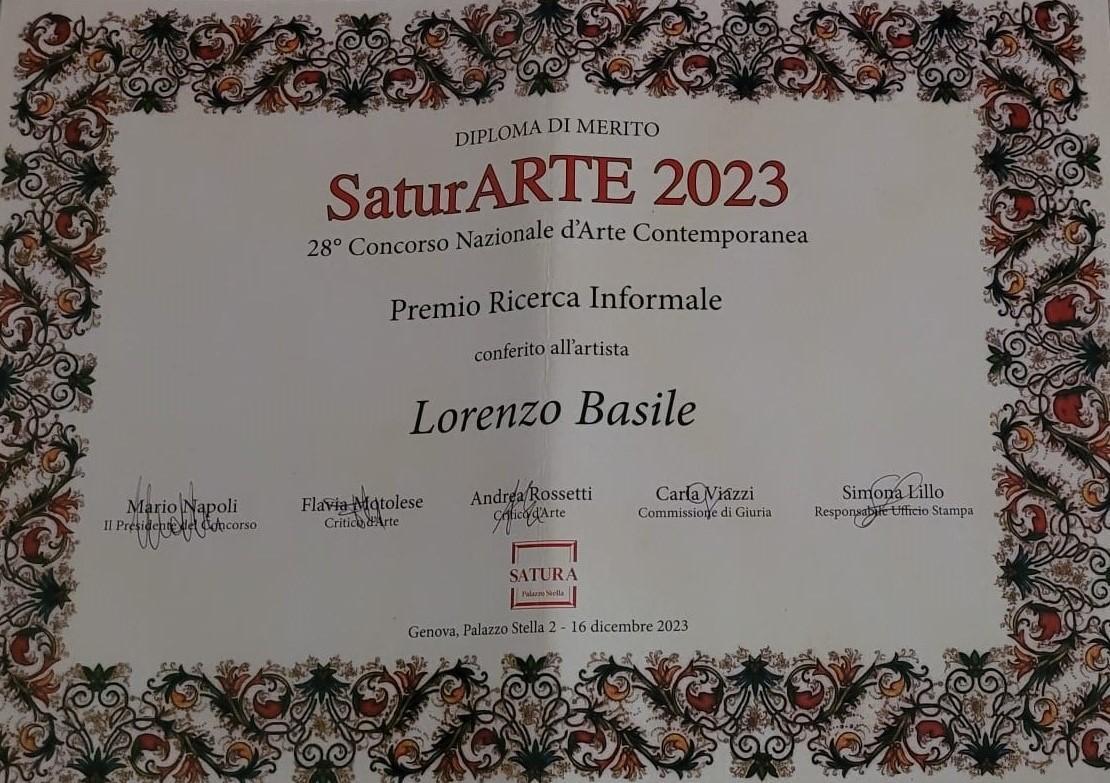 DIPLOMA DI MERITO
SaturARTE 2023
28° Concorso Nazionale d'Arte Contemporanea
Premio Ricerca Informale
conferito all'artista
Lorenzo Basile
Mario Napoli
Il Presidente del Concorso
Flavia Motolese
Critico d'Arte
Andrea Rossetti
Critico d'Arte
Carla Viazzi
Commissione di Giuria
Simona Lillo
Responsabile Ufficio Stampa
SATURA
Palazzo Stella
Genova, Palazzo Stella 2 - 16 dicembre 2023